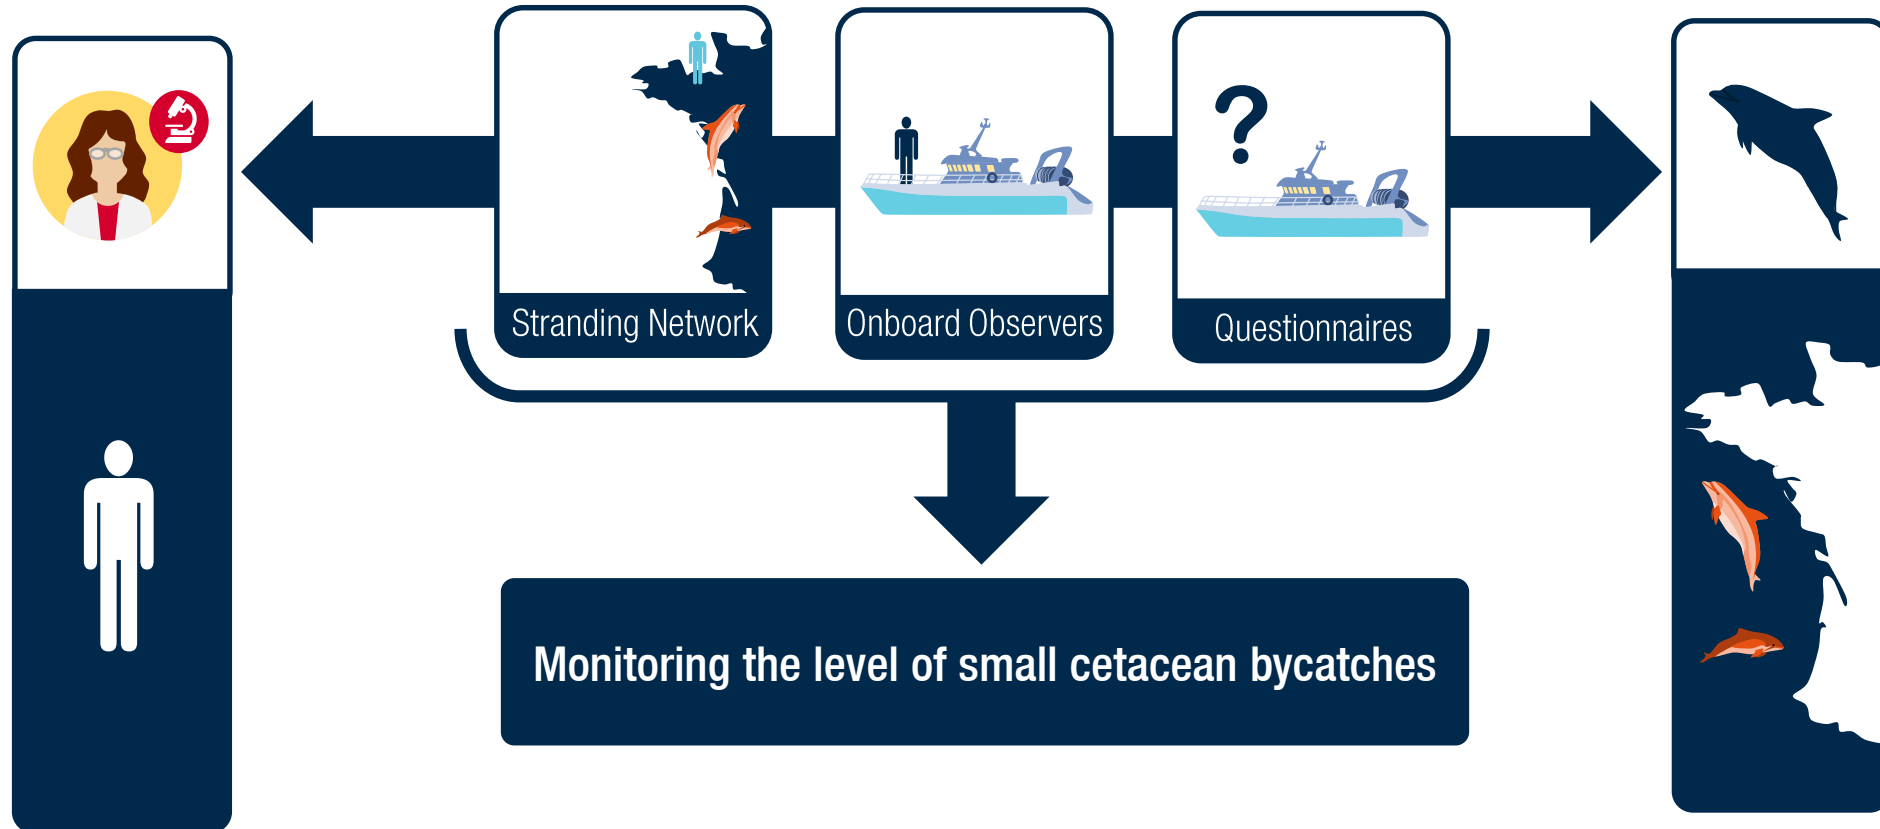 Stranding Network
Onboard Observers
?
Questionnaires
Monitoring the level of small cetacean bycatches